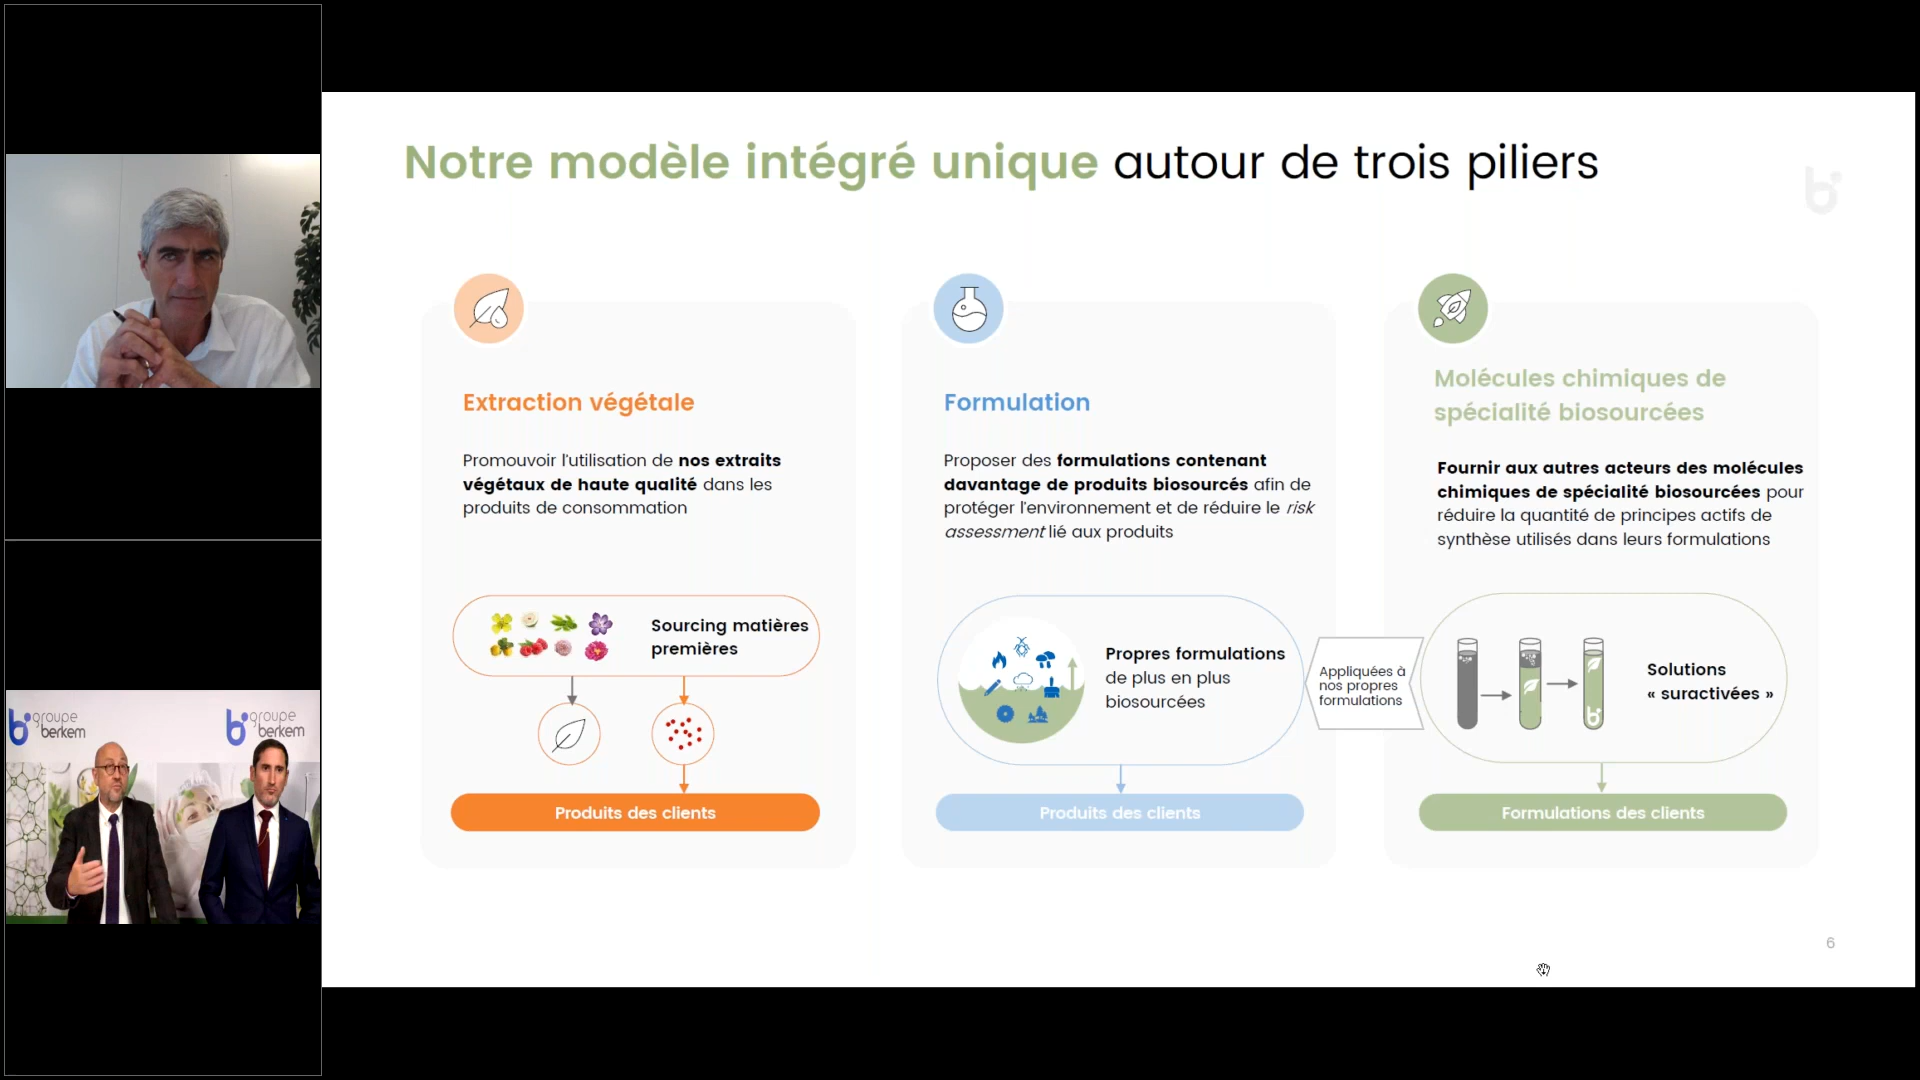 Notre modèle intégré unique autour de trois piliers
Extraction végétale
Promouvoir l'utilisation de nos extraits
végétaux de haute qualité dans les
produits de consommation
Sourcing matières
premières
Produits des clients
Formulation
Proposer des formulations contenant
davantage de produits biosourcés afin de
protéger l'environnement et de réduire le risk
assessment lié aux produits
Propres formulations
de plus en plus
biosourcées
Produits des clients
Appliquées à
nos propres
formulations
Molécules chimiques de
spécialité biosourcées
Fournir aux autres acteurs des molécules
chimiques de spécialité biosourcées pour
réduire la quantité de principes actifs de
synthèse utilisés dans leurs formulations
Solutions
« suractivées »
Formulations des clients
6
groupe
berkem
groupe
berkem